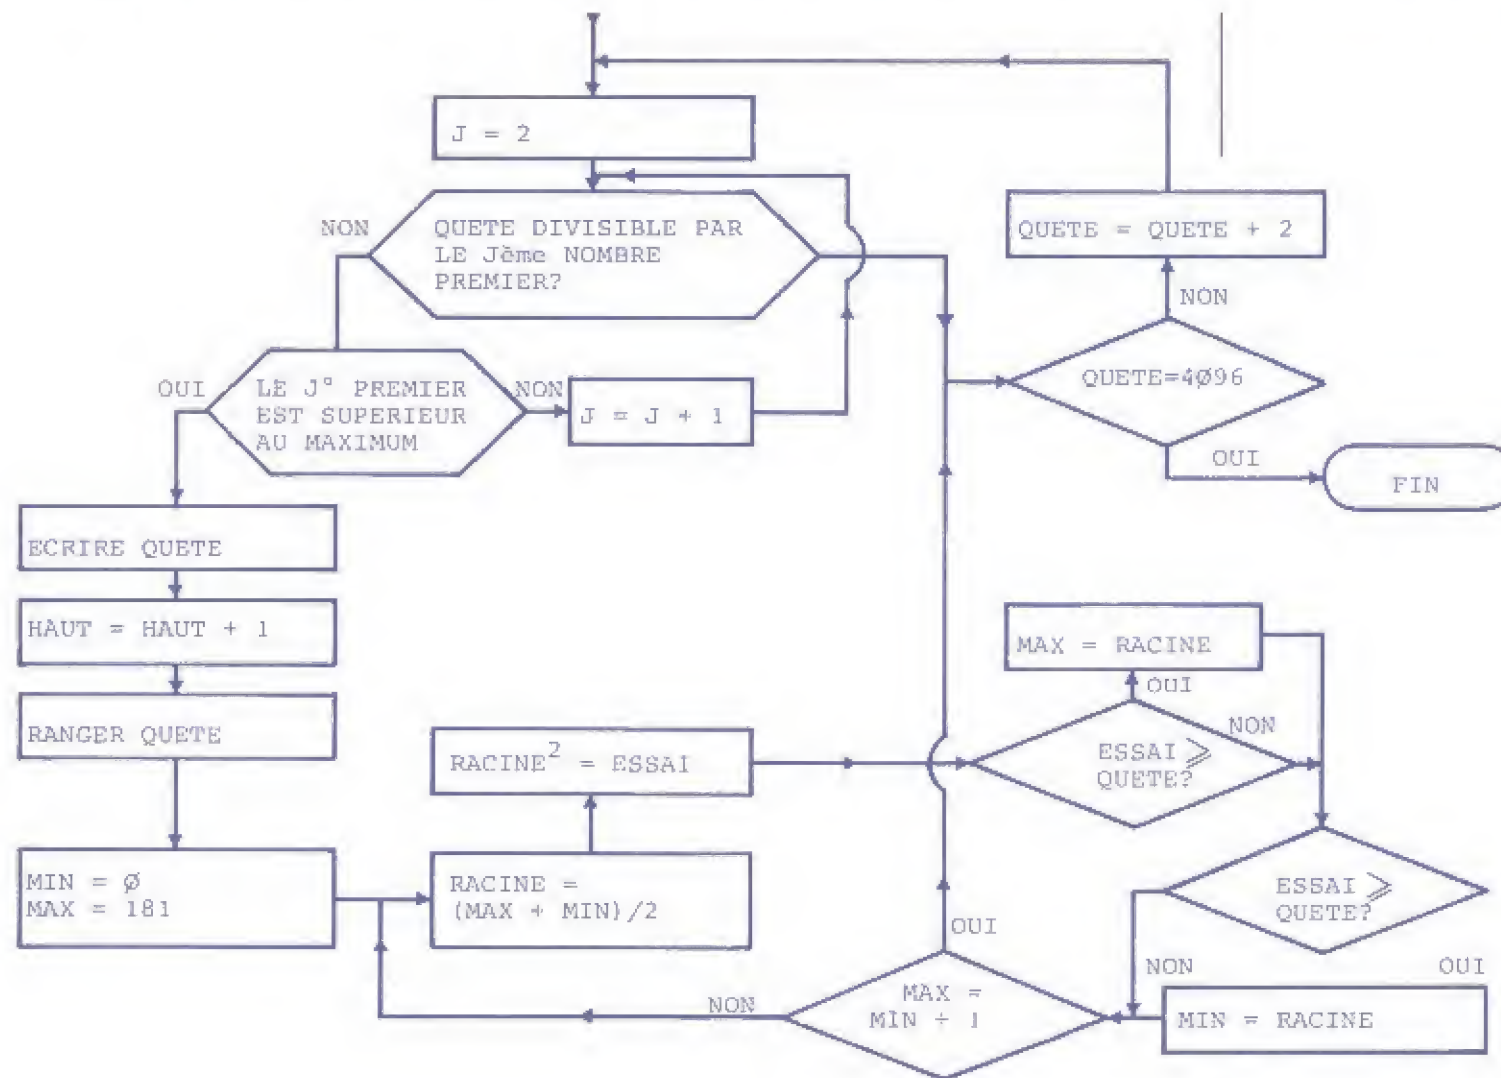 J = 2
NON
QUETE DIVISIBLE PAR
LE Jème NOMBRE
PREMIER?
QUETE = QUETE + 2
NON
OUI
LE J° PREMIER
EST SUPERIEUR
AU MAXIMUM
NON
J = J + 1
QUETE=4Ø96
OUI
FIN
ECRIRE QUETE
HAUT = HAUT + 1
RANGER QUETE
MIN = Ø
MAX = 181
RACINE² = ESSAI
RACINE =
(MAX + MIN)/2
MAX = RACINE
OUI
NON
ESSAI ⩾
QUETE?
ESSAI ⩾
QUETE?
NON
OUI
MIN = RACINE
OUI
MAX =
MIN + 1
NON